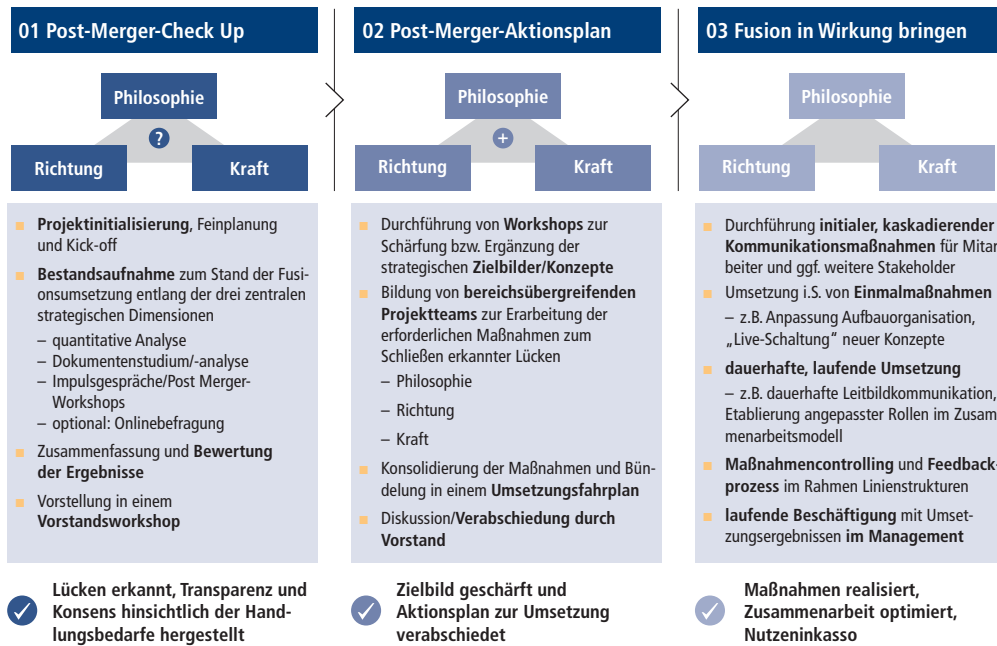 01 Post-Merger-Check Up
Philosophie
?
Richtung
Kraft
Projektinitialisierung, Feinplanung
und Kick-off
Bestandsaufnahme zum Stand der Fusi-
onsumsetzung entlang der drei zentralen
strategischen Dimensionen
– quantitative Analyse
– Dokumentenstudium/-analyse
– Impulsgespräche/Post Merger-
Workshops
– optional: Onlinebefragung
Zusammenfassung und Bewertung
der Ergebnisse
Vorstellung in einem
Vorstandsworkshop
Lücken erkannt, Transparenz und
Konsens hinsichtlich der Hand-
lungsbedarfe hergestellt
02 Post-Merger-Aktionsplan
Philosophie
+
Richtung
Kraft
Durchführung von Workshops zur
Schärfung bzw. Ergänzung der
strategischen Zielbilder/Konzepte
Bildung von bereichsübergreifenden
Projektteams zur Erarbeitung der
erforderlichen Maßnahmen zum
Schließen erkannter Lücken
– Philosophie
– Richtung
– Kraft
Konsolidierung der Maßnahmen und Bün-
delung in einem Umsetzungsfahrplan
Diskussion/Verabschiedung durch
Vorstand
Zielbild geschärft und
Aktionsplan zur Umsetzung
verabschiedet
03 Fusion in Wirkung bringen
Philosophie
Richtung
Kraft
Durchführung initialer, kaskadierender
Kommunikationsmaßnahmen für Mitar
beiter und ggf. weitere Stakeholder
Umsetzung i.S. von Einmalmaßnahmen
– z.B. Anpassung Aufbauorganisation,
„Live-Schaltung“ neuer Konzepte
dauerhafte, laufende Umsetzung
– z.B. dauerhafte Leitbildkommunikation,
Etablierung angepasster Rollen im Zusam
menarbeitsmodell
Maßnahmencontrolling und Feedback-
prozess im Rahmen Linienstrukturen
laufende Beschäftigung mit Umset-
zungsergebnissen im Management
Maßnahmen realisiert,
Zusammenarbeit optimiert,
Nutzeninkasso